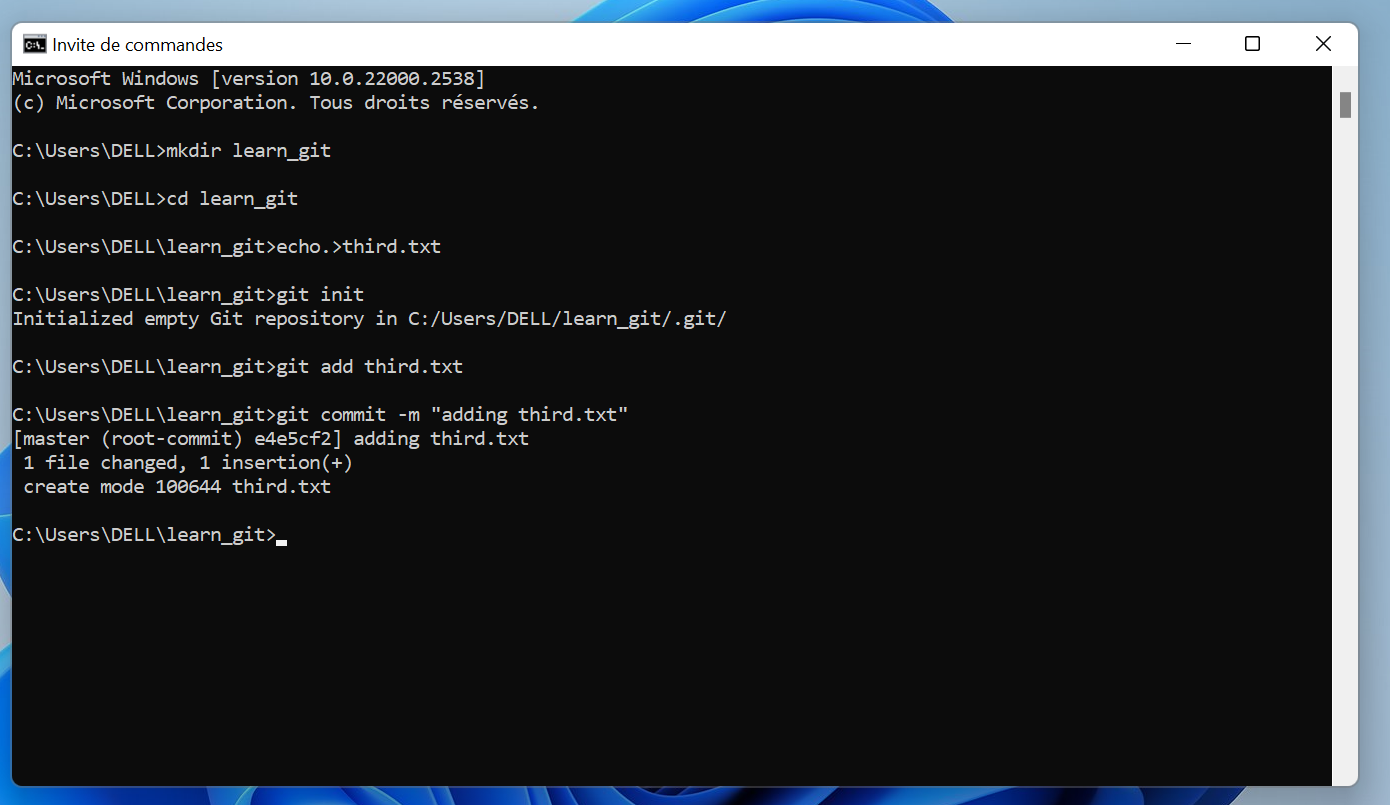 Invite de commandes
Microsoft Windows [version 10.0.22000.2538]
(c) Microsoft Corporation. Tous droits réservés.
C:\Users\DELL>mkdir learn_git
C:\Users\DELL>cd learn_git
C:\Users\DELL\learn_git>echo.>third.txt
C:\Users\DELL\learn_git>git init
Initialized empty Git repository in C:/Users/DELL/learn_git/.git/
C:\Users\DELL\learn_git>git add third.txt
C:\Users\DELL\learn_git>git commit -m "adding third.txt"
[master (root-commit) e4e5cf2] adding third.txt
 1 file changed, 1 insertion(+)
 create mode 100644 third.txt
C:\Users\DELL\learn_git>